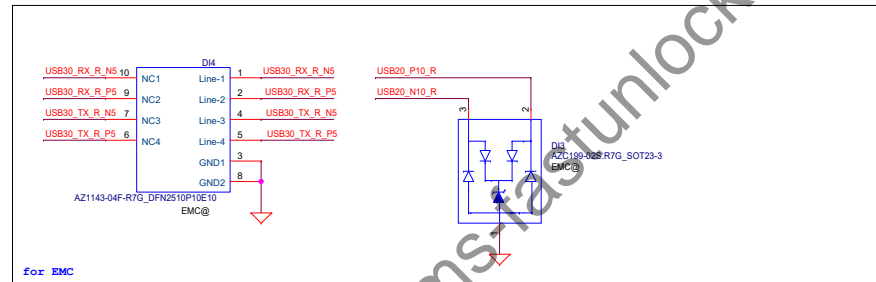 DI4
USB30_RX_R_N5 10 NC1 Line-1 1 USB30_RX_R_N5
USB30_RX_R_P5 9 NC2 Line-2 2 USB30_RX_R_P5
USB30_TX_R_N5 7 NC3 Line-3 4 USB30_TX_R_N5
USB30_TX_R_P5 6 NC4 Line-4 5 USB30_TX_R_P5
GND1 3
GND2 8
AZ1143-04F-R7G_DFN2510P10E10
EMC@
USB20_P10_R
USB20_N10_R
3 2
DI3
AZC199-02S.R7G_SOT23-3
EMC@
1
for EMC
ms-fastunlock